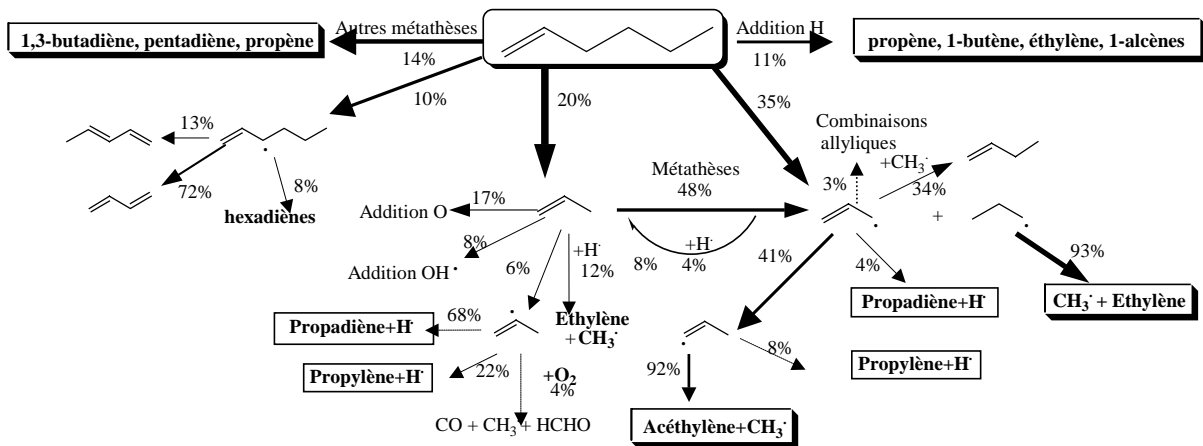 Autres métathèses
1,3-butadiène, pentadiène, propène
14%
Addition H
11%
propène, 1-butène, éthylène, 1-alcènes
10%
20%
35%
13%
72%
8%
hexadiènes
Combinaisons
allyliques
+CH3·
3%
34%
+
Métathèses
48%
Addition O
17%
8%
Addition OH·
6%
+H·
12%
+H·
8%
4%
41%
4%
93%
Propadiène+H·
CH3· + Ethylène
68%
Propadiène+H·
Ethylène
+ CH3·
8%
Propylène+H·
22%
Propylène+H·
+O2
4%
92%
CO + CH3· + HCHO
Acéthylène+CH3·